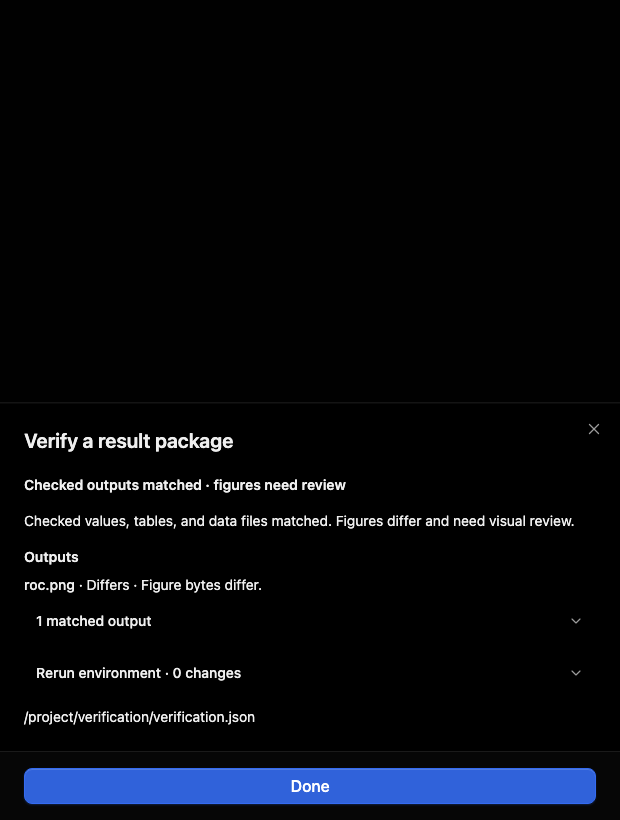 Verify a result package
Checked outputs matched · figures need review
Checked values, tables, and data files matched. Figures differ and need visual review.
Outputs
roc.png · Differs · Figure bytes differ.
1 matched output
Rerun environment · 0 changes
/project/verification/verification.json
Done